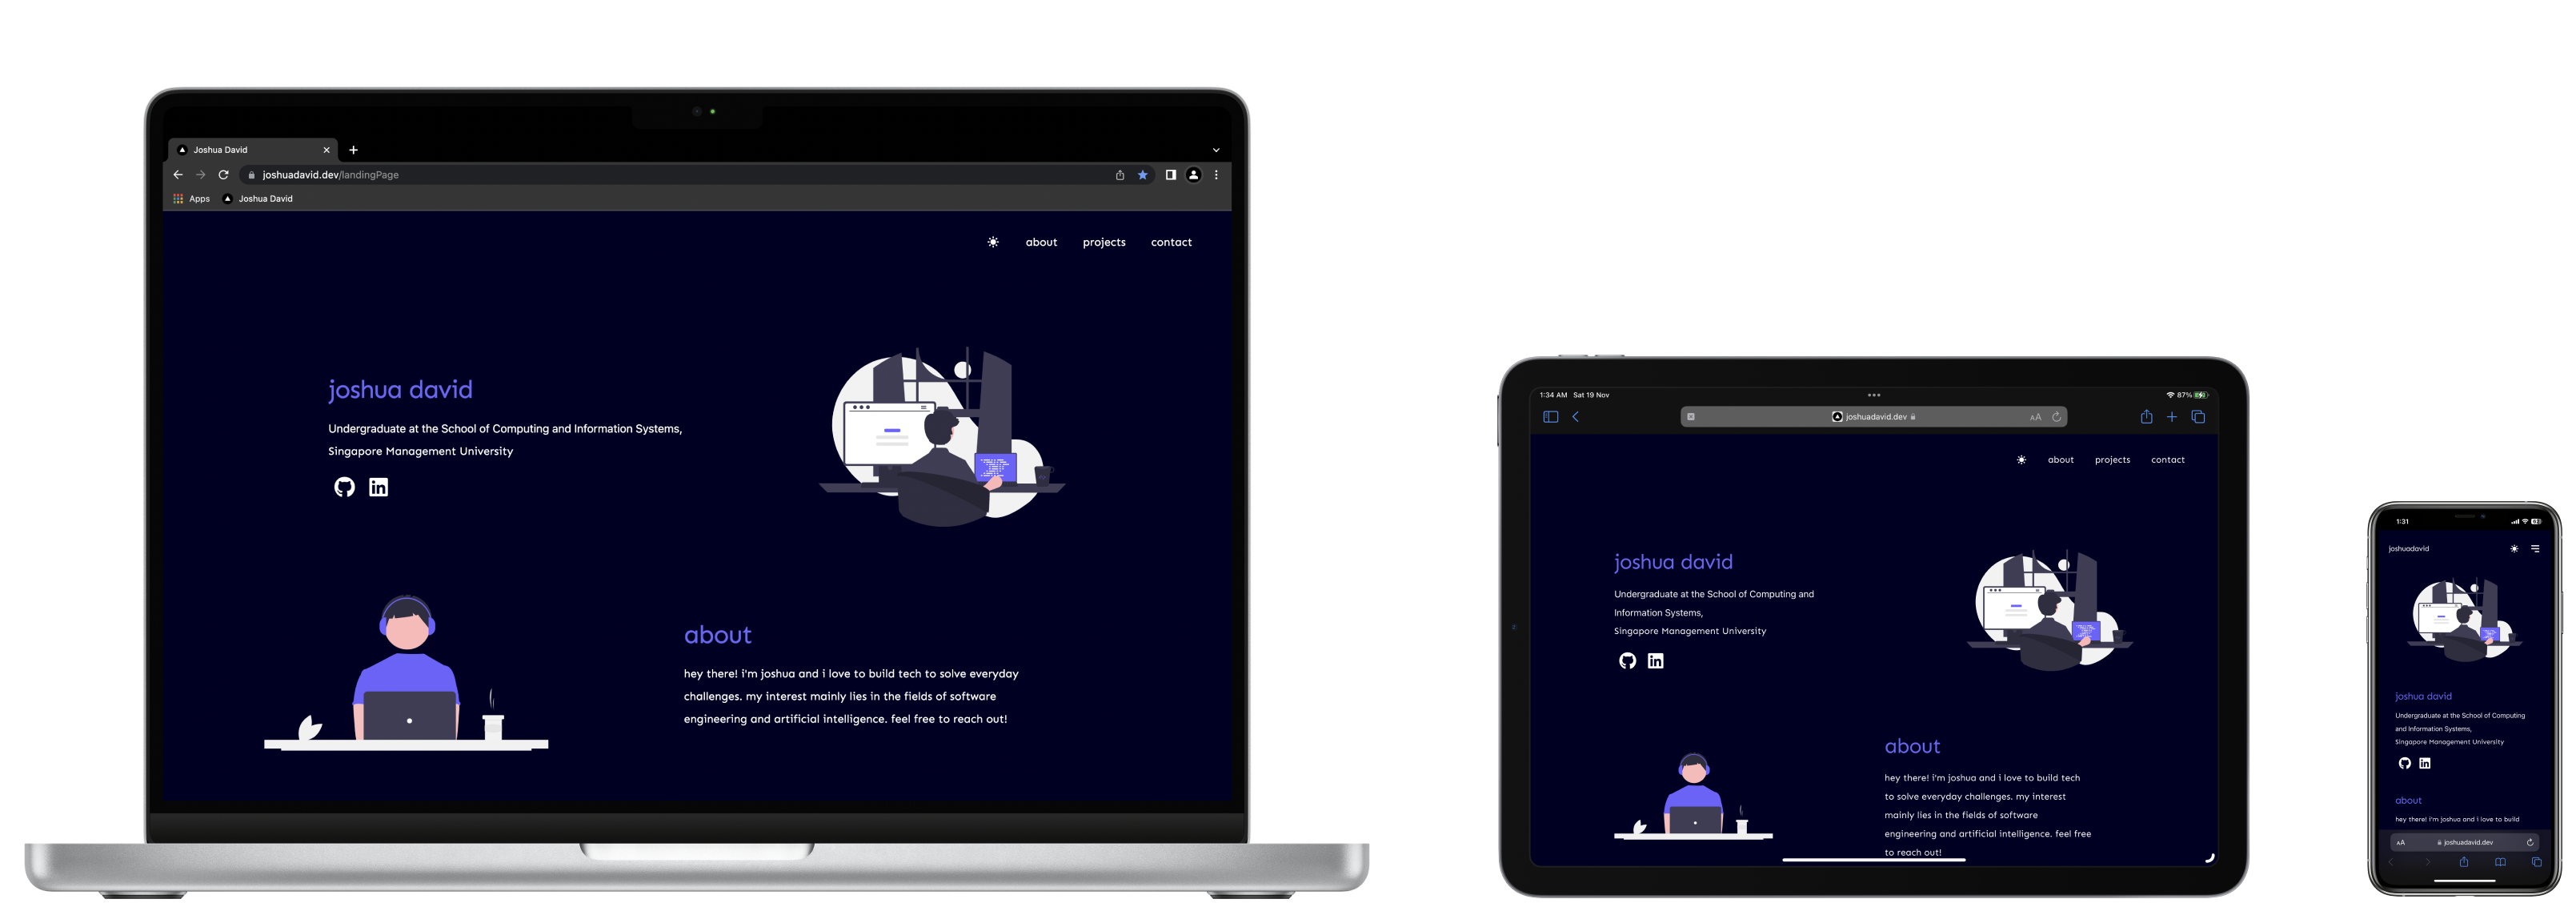 Joshua David
joshuadavid.dev/landingPage
Apps Joshua David
about projects contact
joshua david
Undergraduate at the School of Computing and Information Systems,
Singapore Management University
about
hey there! i'm joshua and i love to build tech to solve everyday
challenges. my interest mainly lies in the fields of software
engineering and artificial intelligence. feel free to reach out!
1:34 AM Sat 19 Nov 87%
joshuadavid.dev AA
about projects contact
joshua david
Undergraduate at the School of Computing and
Information Systems,
Singapore Management University
about
hey there! i'm joshua and i love to build tech
to solve everyday challenges. my interest
mainly lies in the fields of software
engineering and artificial intelligence. feel free
to reach out!
1:31
joshuadavid
joshua david
Undergraduate at the School of Computing
and Information Systems,
Singapore Management University
about
hey there! i'm joshua and i love to build
AA joshuadavid.dev